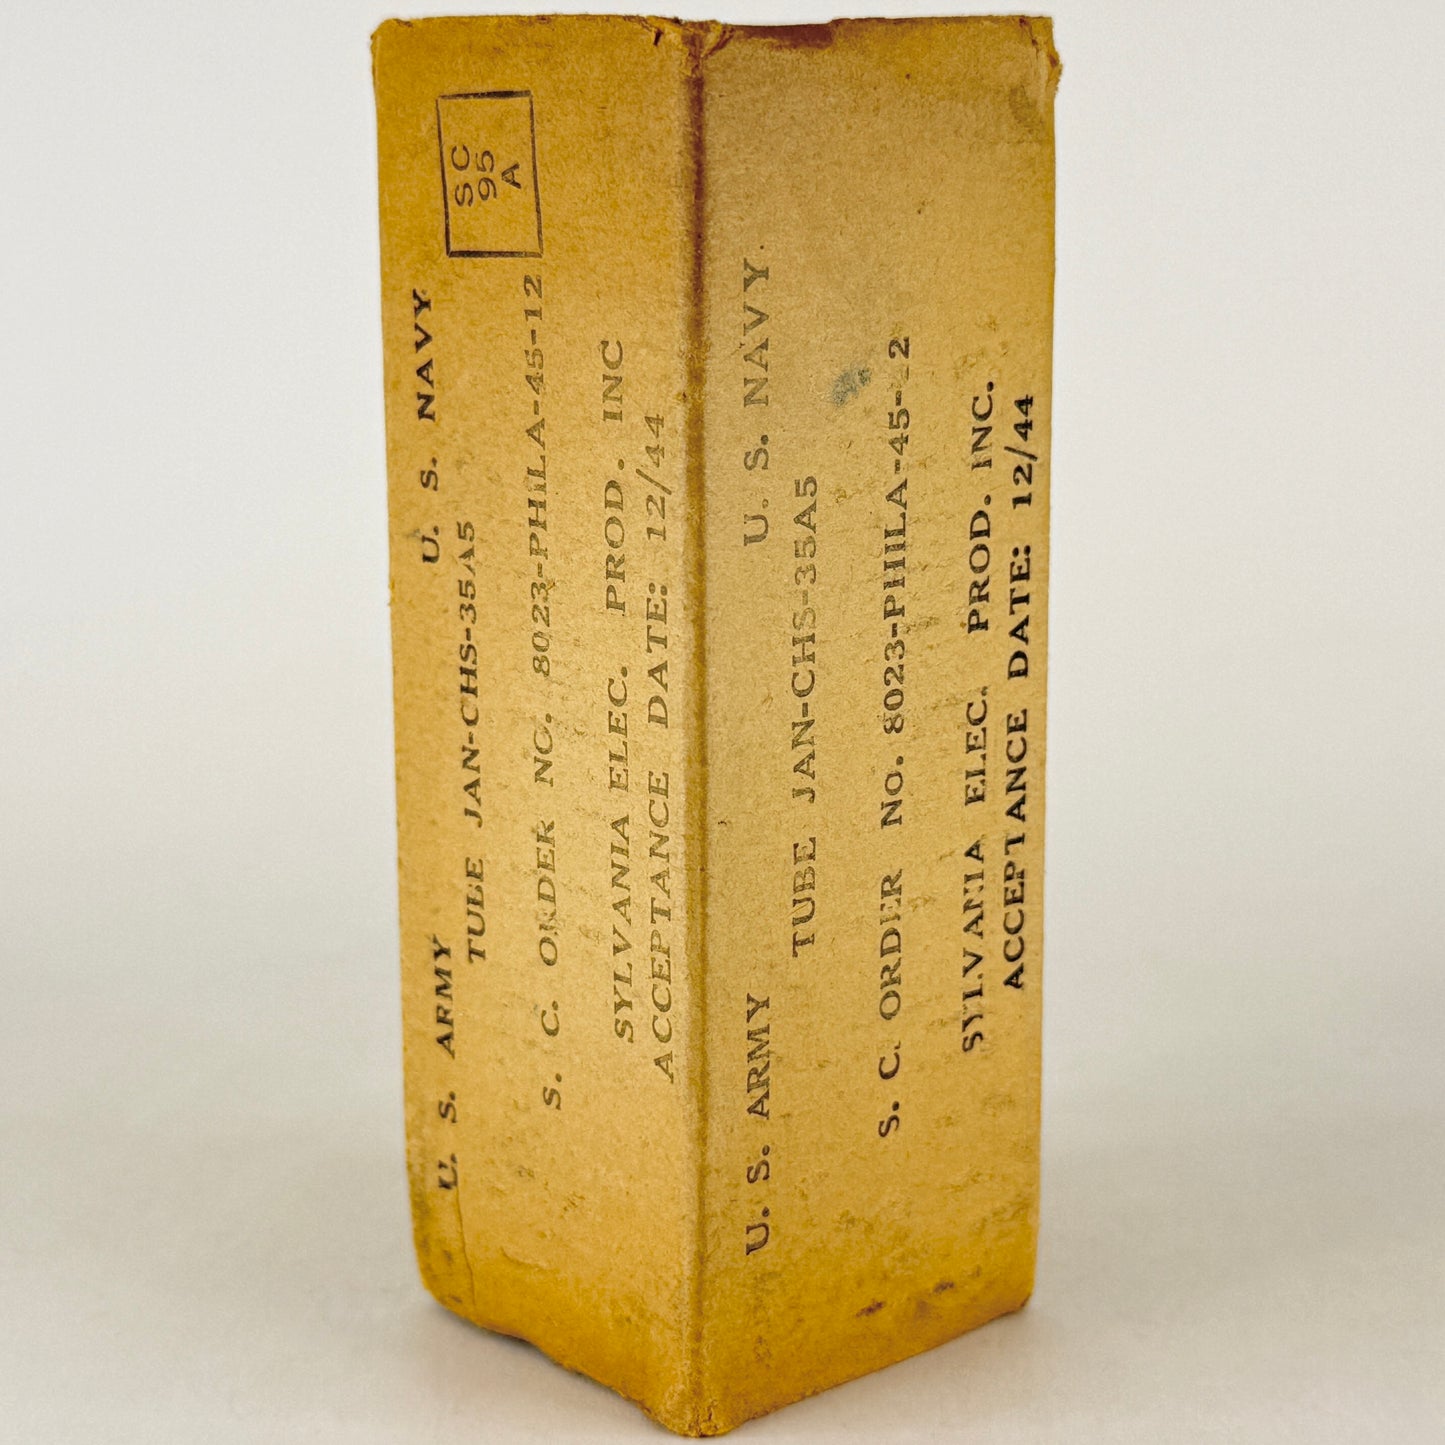 SC
95
A
U. S. ARMY U. S. NAVY
TUBE JAN-CHS-35A5
S. C. ORDER NO. 8023-PHILA-45-12
SYLVANIA ELEC. PROD. INC
ACCEPTANCE DATE: 12/44
U. S. ARMY U. S. NAVY
TUBE JAN-CHS-35A5
S. C. ORDER NO. 8023-PHILA-45-12
SYLVANIA ELEC. PROD. INC.
ACCEPTANCE DATE: 12/44